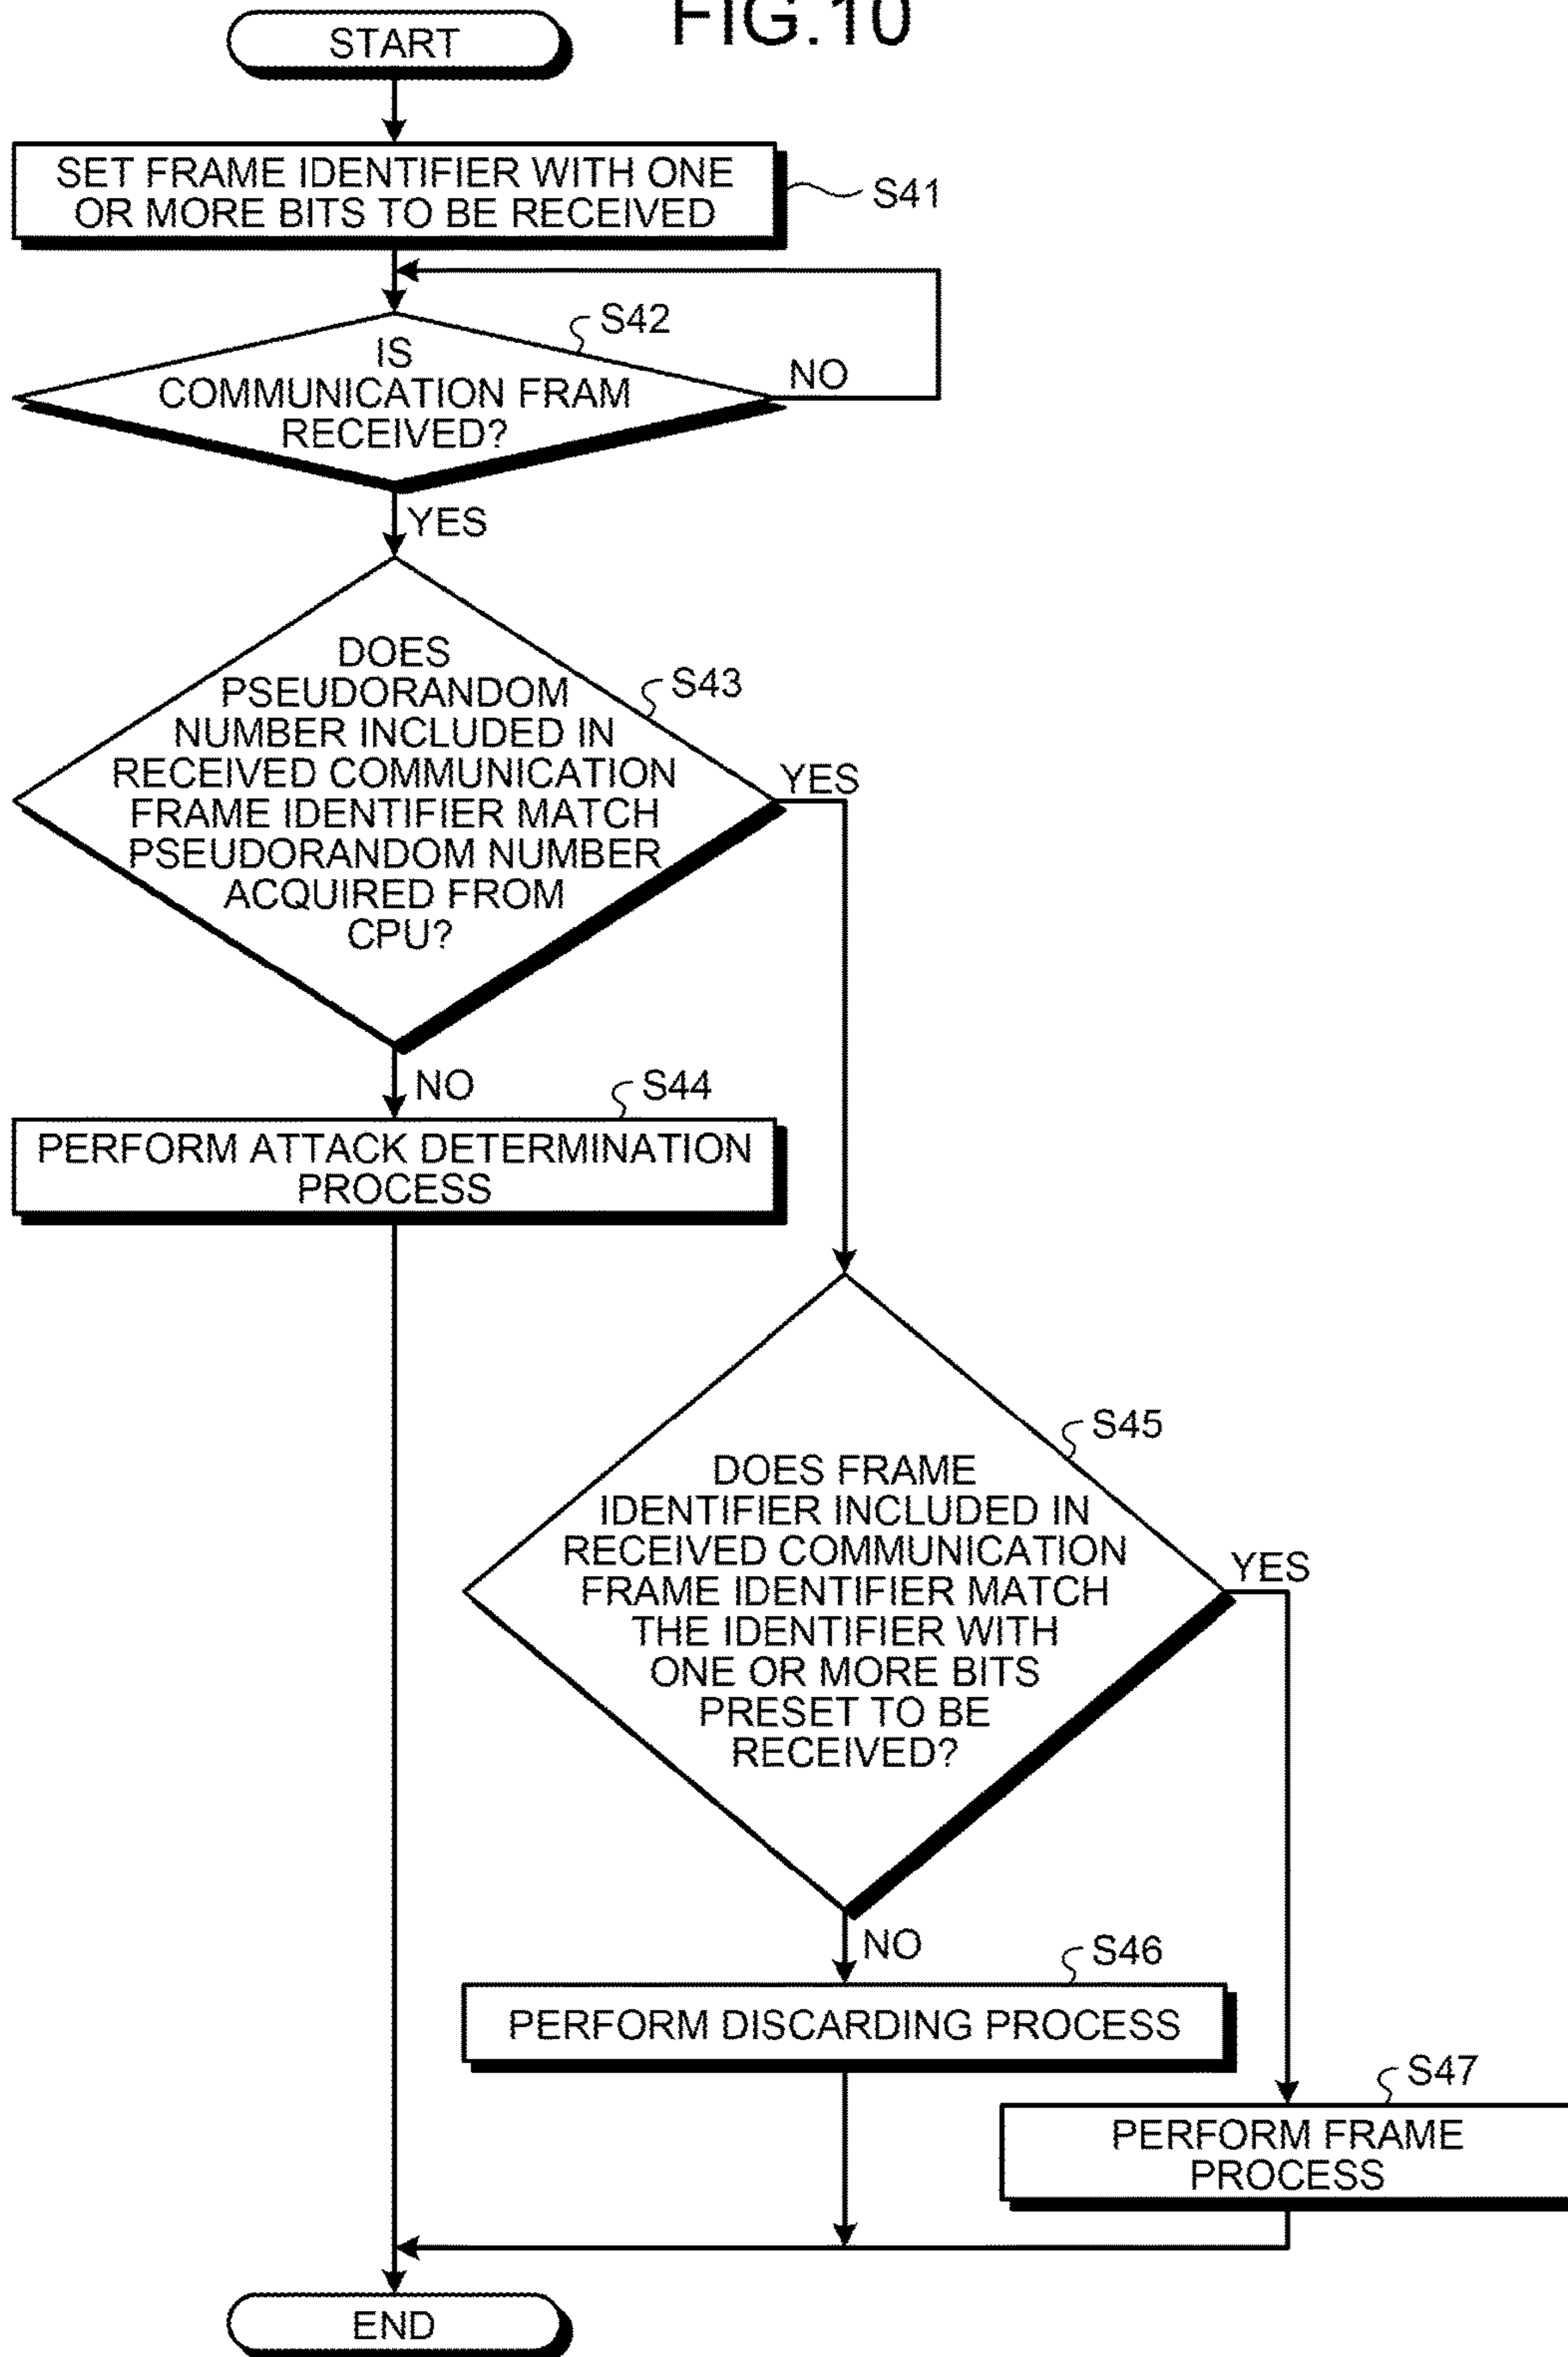 FIG.10
START
SET FRAME IDENTIFIER WITH ONE
OR MORE BITS TO BE RECEIVED
S41
S42
IS
COMMUNICATION FRAM
RECEIVED?
NO
YES
DOES
PSEUDORANDOM
NUMBER INCLUDED IN
RECEIVED COMMUNICATION
FRAME IDENTIFIER MATCH
PSEUDORANDOM NUMBER
ACQUIRED FROM
CPU?
S43
YES
NO
S44
PERFORM ATTACK DETERMINATION
PROCESS
S45
DOES FRAME
IDENTIFIER INCLUDED IN
RECEIVED COMMUNICATION
FRAME IDENTIFIER MATCH
THE IDENTIFIER WITH
ONE OR MORE BITS
PRESET TO BE
RECEIVED?
YES
NO
S46
PERFORM DISCARDING PROCESS
S47
PERFORM FRAME
PROCESS
END